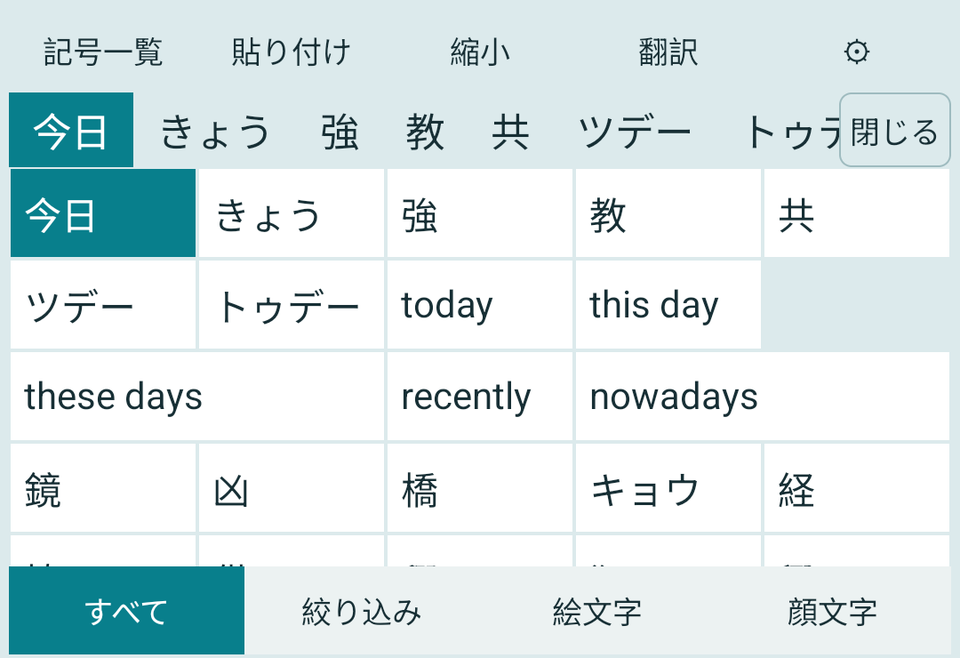 記号一覧 貼り付け 縮小 翻訳
今日 きょう 強 教 共 ツデー トゥデ 閉じる
今日 きょう 強 教 共
ツデー トゥデー today this day
these days recently nowadays
鏡 凶 橋 キョウ 経
すべて 絞り込み 絵文字 顔文字